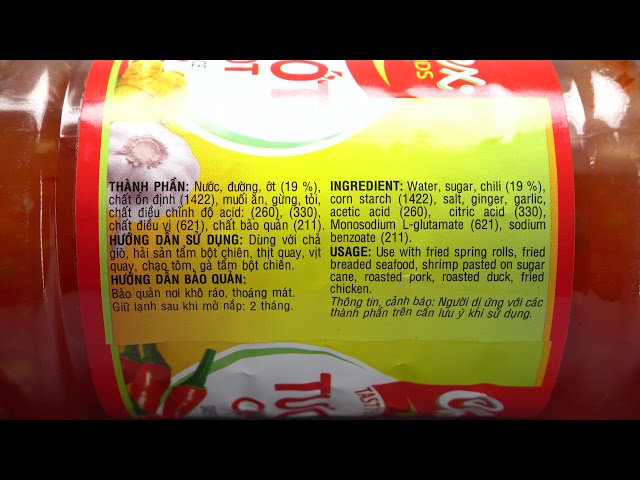 THÀNH PHẦN: Nước, đường, ớt (19 %),
chất ổn định (1422), muối ăn, gừng, tỏi,
chất điều chỉnh độ acid: (260), (330),
chất điều vị (621), chất bảo quản (211).
HƯỚNG DẪN SỬ DỤNG: Dùng với chả
giò, hải sản tẩm bột chiên, thịt quay, vịt
quay, chạo tôm, gà tẩm bột chiên.
HƯỚNG DẪN BẢO QUẢN:
Bảo quản nơi khô ráo, thoáng mát.
Giữ lạnh sau khi mở nắp: 2 tháng.
INGREDIENT: Water, sugar, chili (19 %),
corn starch (1422), salt, ginger, garlic,
acetic acid (260), citric acid (330),
Monosodium L-glutamate (621), sodium
benzoate (211).
USAGE: Use with fried spring rolls, fried
breaded seafood, shrimp pasted on sugar
cane, roasted pork, roasted duck, fried
chicken.
Thông tin, cảnh báo: Người dị ứng với các
thành phần trên cần lưu ý khi sử dụng.